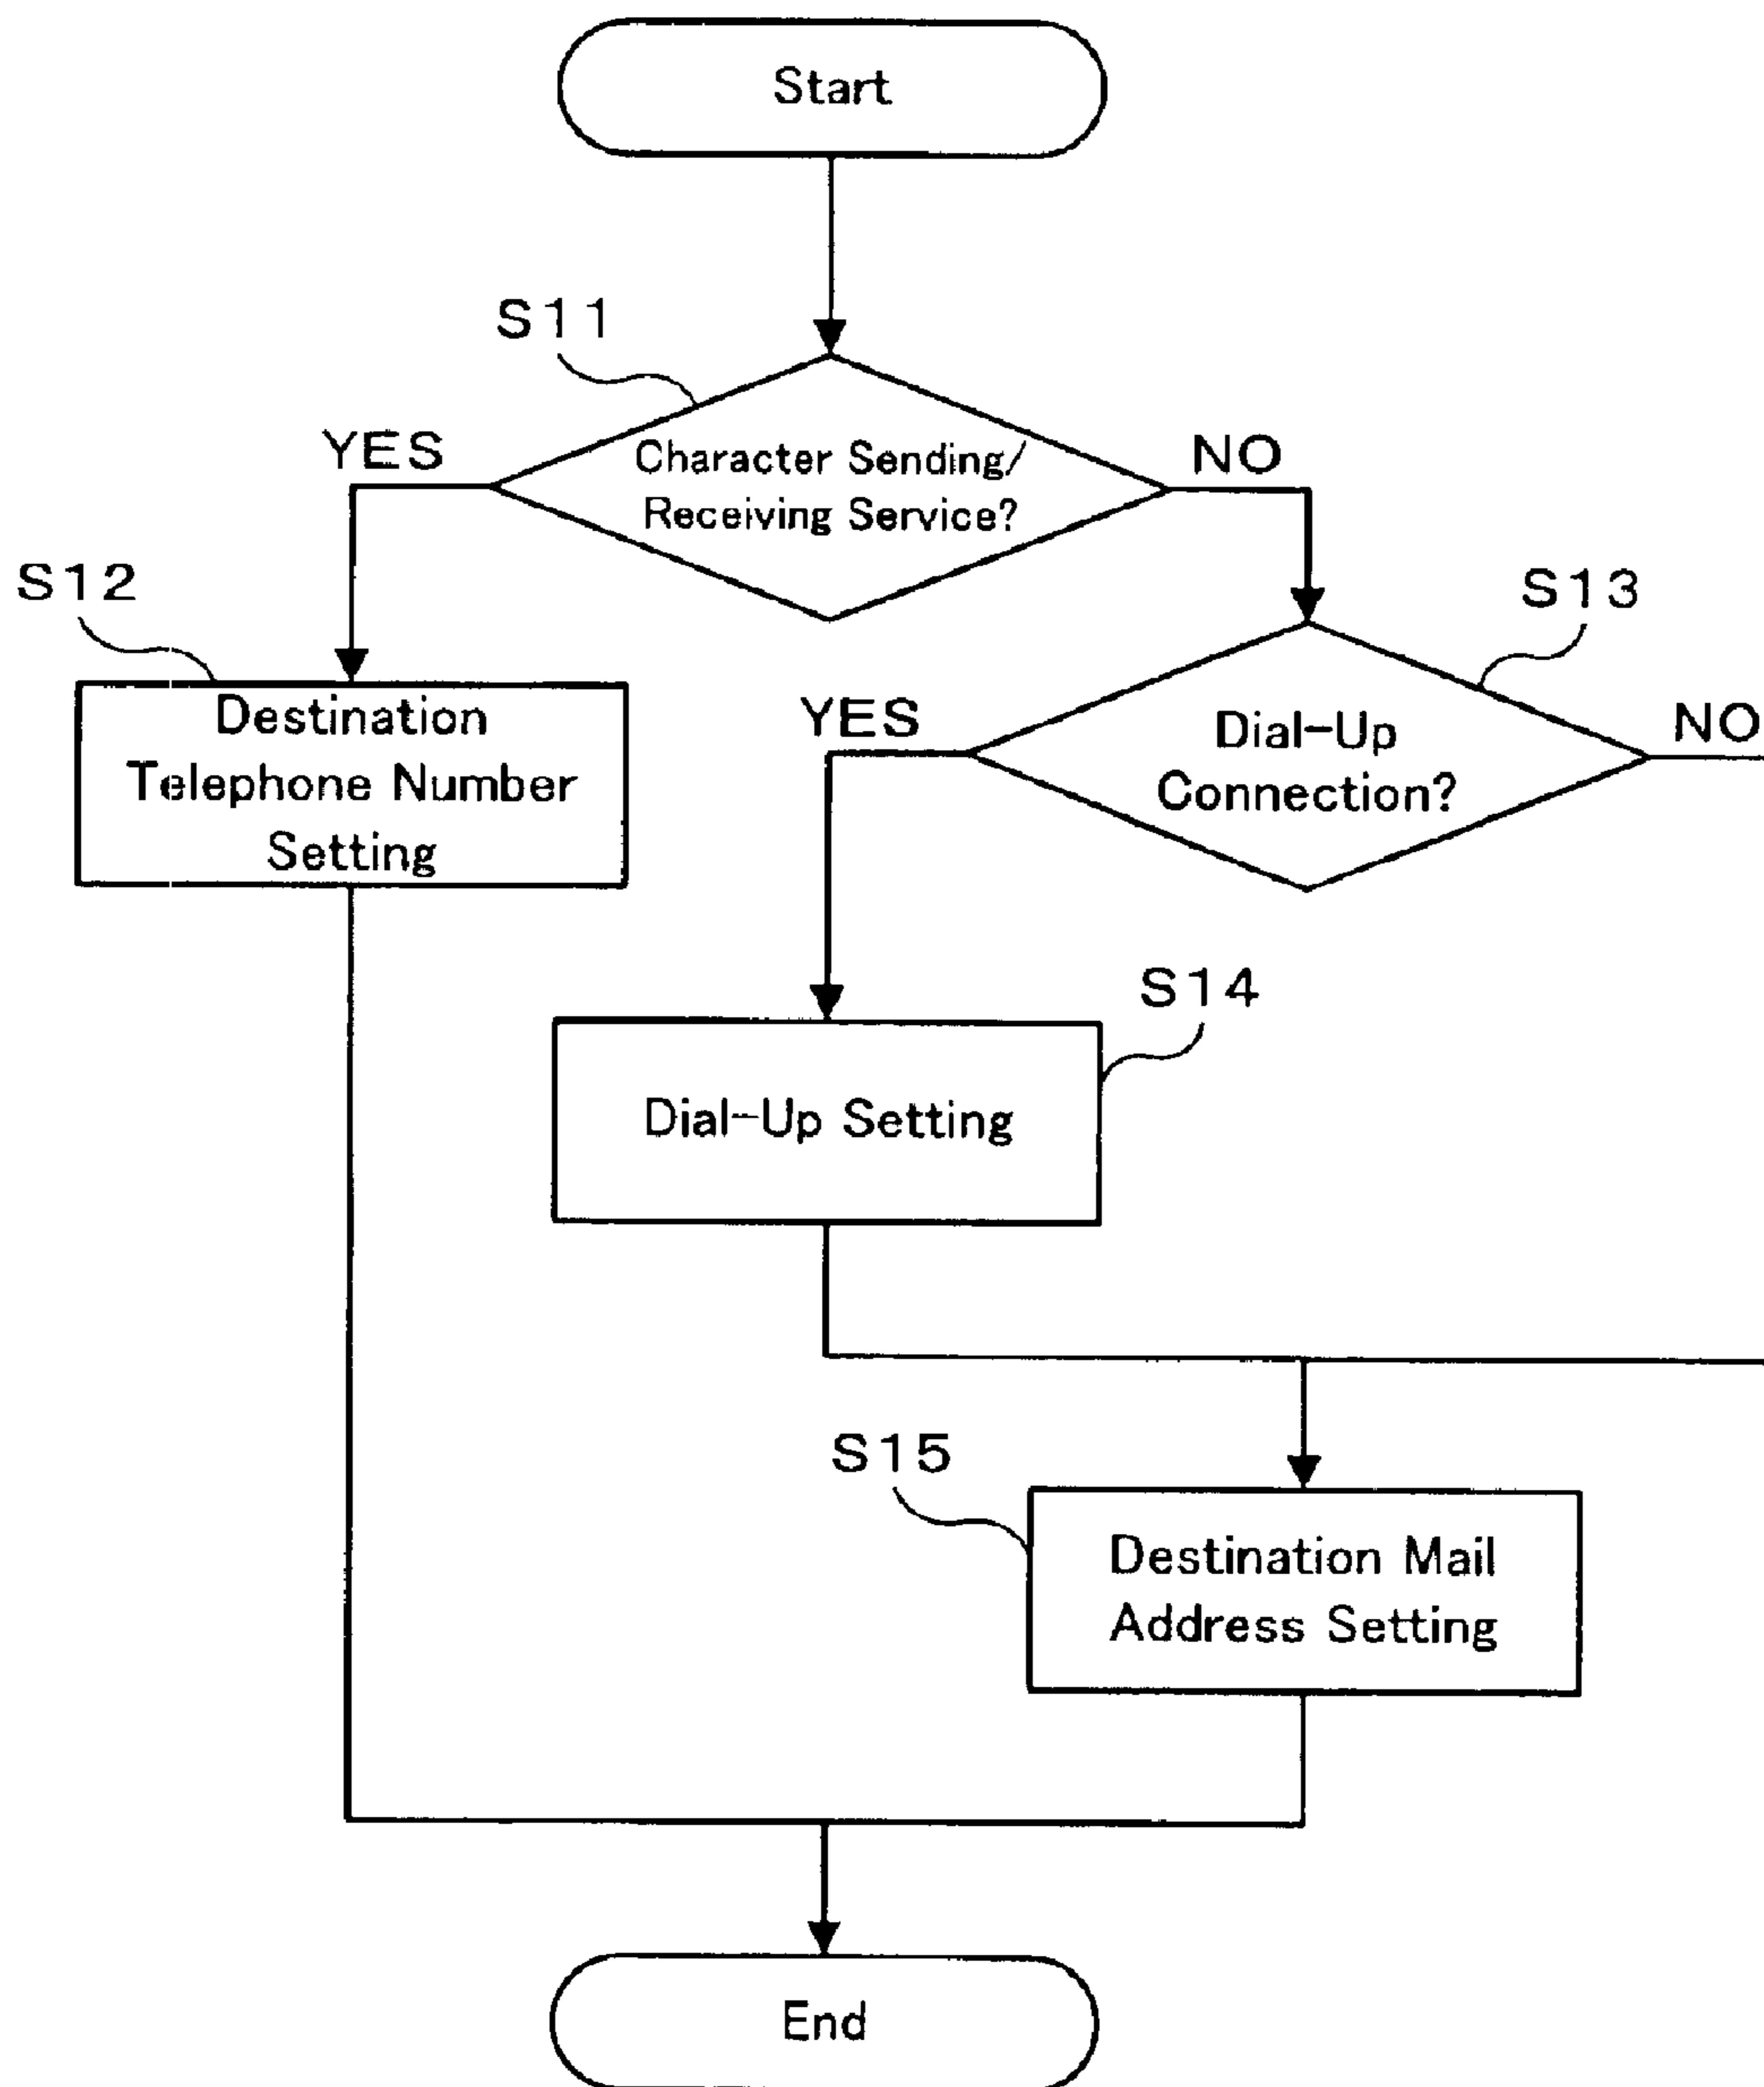 Start
S11
YES
Character Sending/
Receiving Service?
NO
S12
Destination
Telephone Number
Setting
S13
YES
Dial-Up
Connection?
NO
S14
Dial-Up Setting
S15
Destination Mail
Address Setting
End